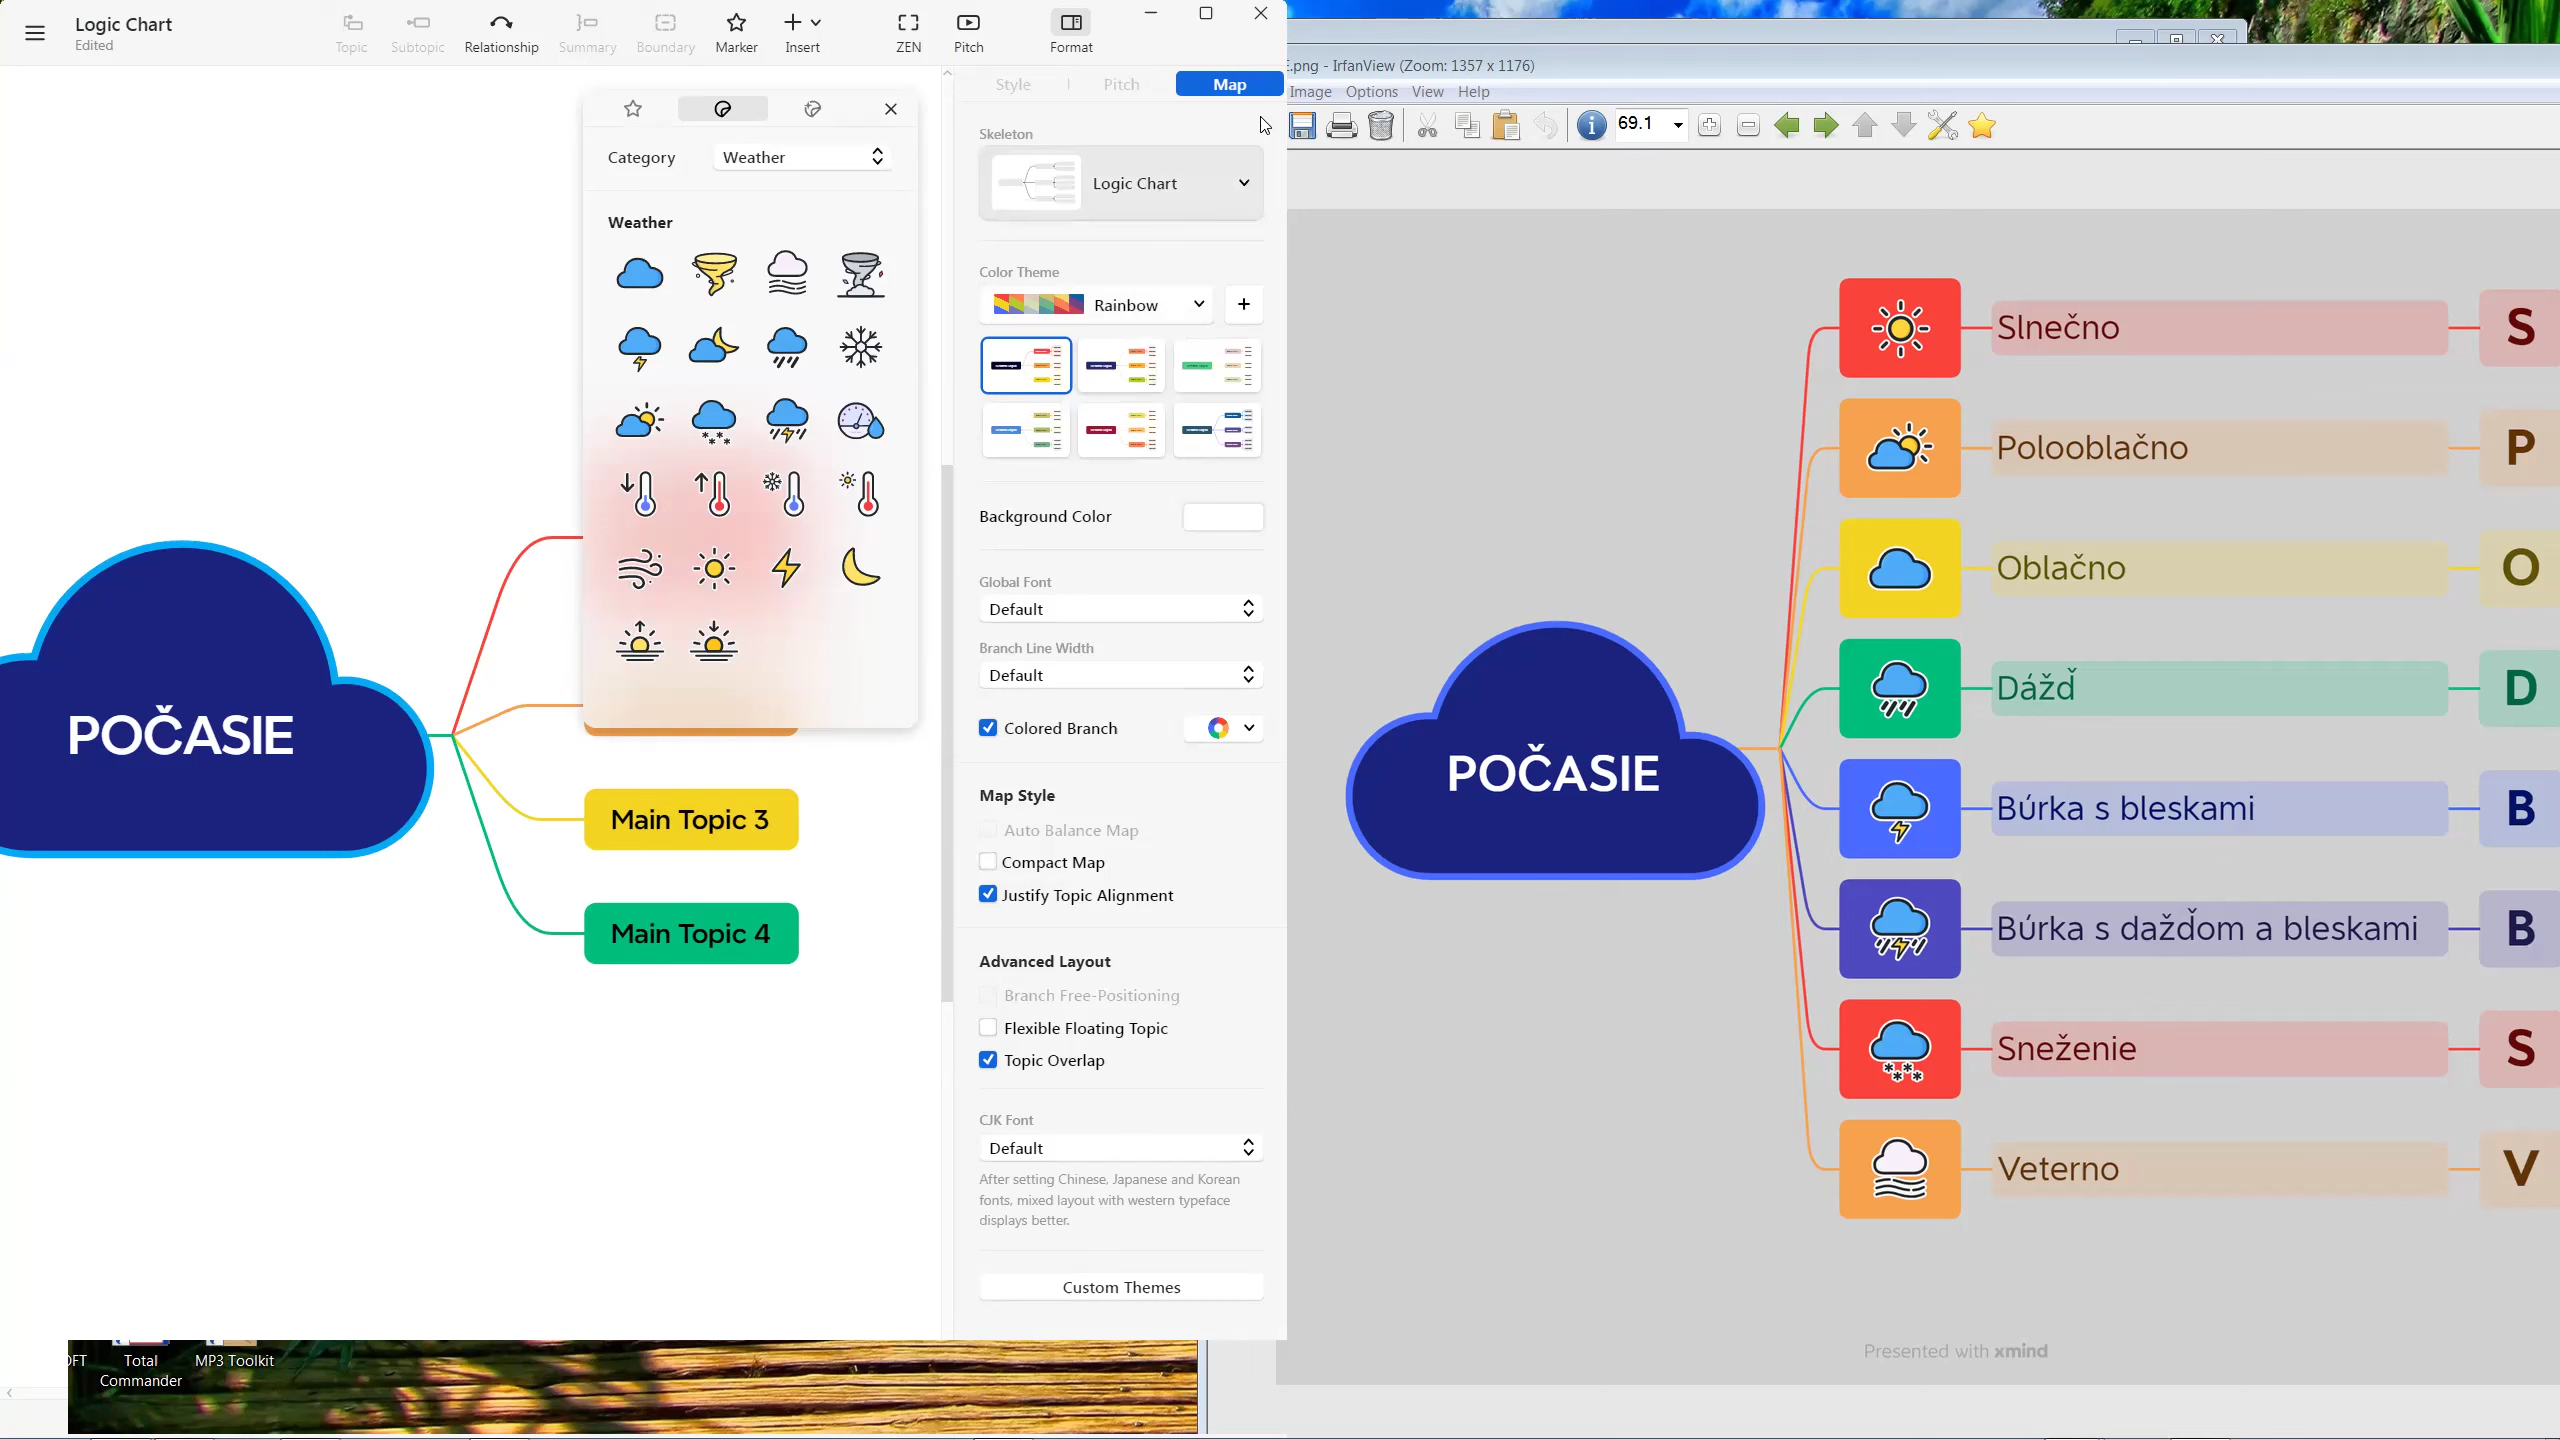 Logic Chart
Edited
Topic
Subtopic
Relationship
Summary
Boundary
Marker
Insert
ZEN
Pitch
Format
Style
Pitch
Map
Category
Weather
Weather
Skeleton
Logic Chart
Color Theme
Rainbow
Background Color
Global Font
Default
Branch Line Width
Default
Colored Branch
Map Style
Auto Balance Map
Compact Map
Justify Topic Alignment
Advanced Layout
Branch Free-Positioning
Flexible Floating Topic
Topic Overlap
CJK Font
Default
After setting Chinese, Japanese and Korean
fonts, mixed layout with western typeface
displays better.
Custom Themes
POČASIE
Main Topic 3
Main Topic 4
Total
Commander
MP3 Toolkit
.png - IrfanView (Zoom: 1357 x 1176)
Image
Options
View
Help
69.1
POČASIE
Slnečno
S
Polooblačno
P
Oblačno
O
Dážď
D
Búrka s bleskami
B
Búrka s dažďom a bleskami
B
Sneženie
S
Veterno
V
Presented with xmind